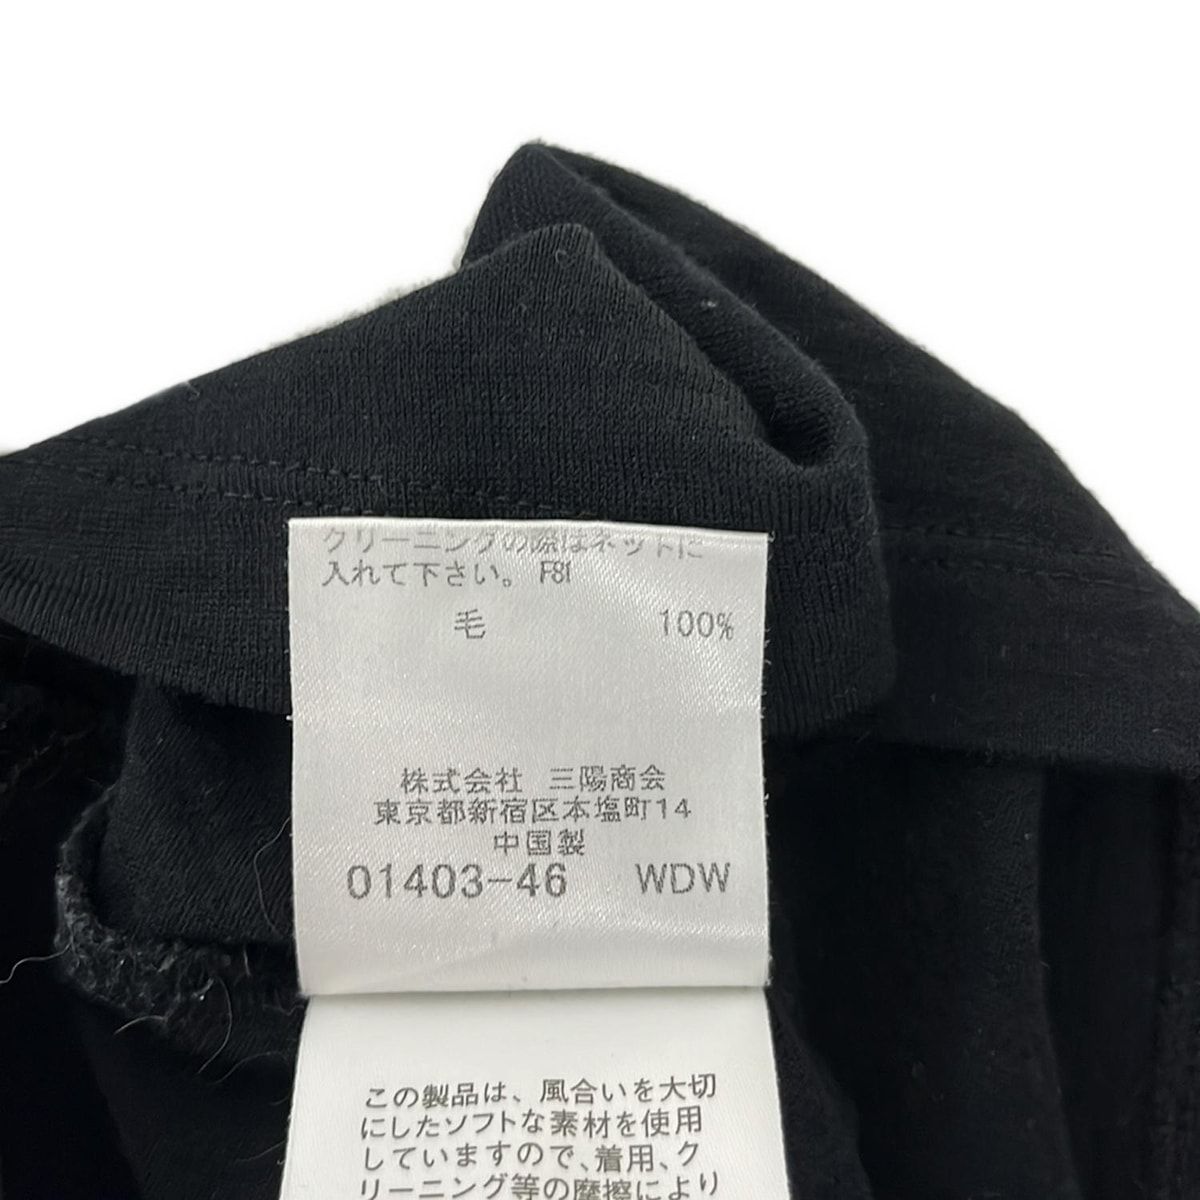 クリーニングの際はネットに
入れて下さい。 F81
毛 100%
株式会社 三陽商会
東京都新宿区本塩町14
中国製
01403-46 WDW
この製品は、風合いを大切
にしたソフトな素材を使用
していますので、着用、ク
リーニング等の摩擦により